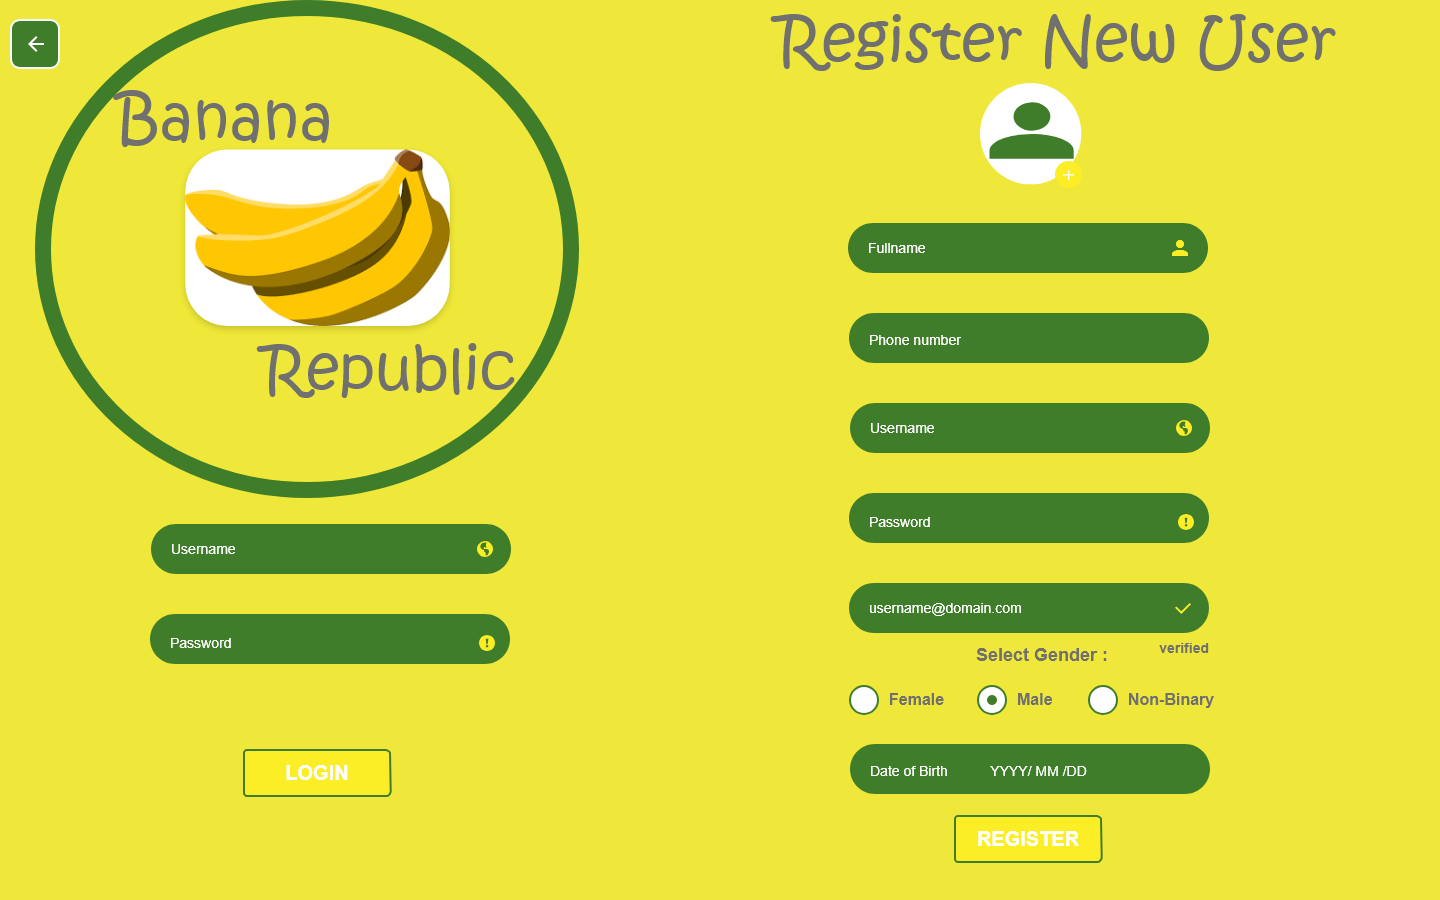 Banana
Republic
Username
Password
LOGIN
Register New User
Fullname
Phone number
Username
Password
username@domain.com
verified
Select Gender :
Female Male Non-Binary
Date of Birth YYYY/ MM /DD
REGISTER